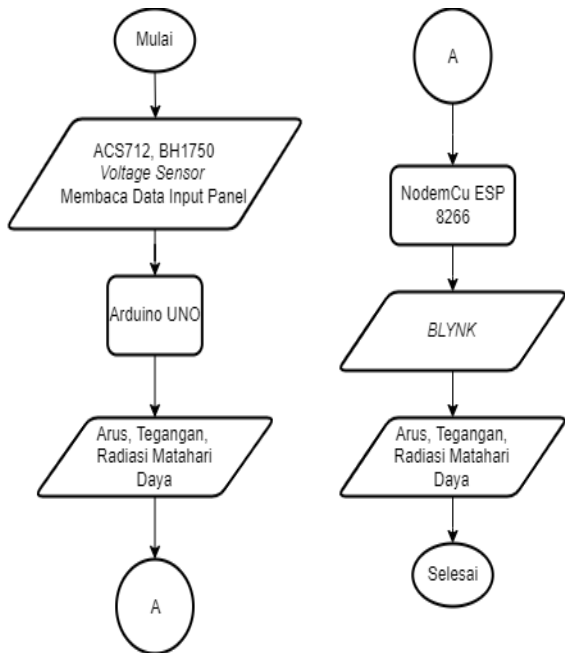 Mulai
ACS712, BH1750
Voltage Sensor
Membaca Data Input Panel
Arduino UNO
Arus, Tegangan,
Radiasi Matahari
Daya
A
A
NodemCu ESP
8266
BLYNK
Arus, Tegangan,
Radiasi Matahari
Daya
Selesai